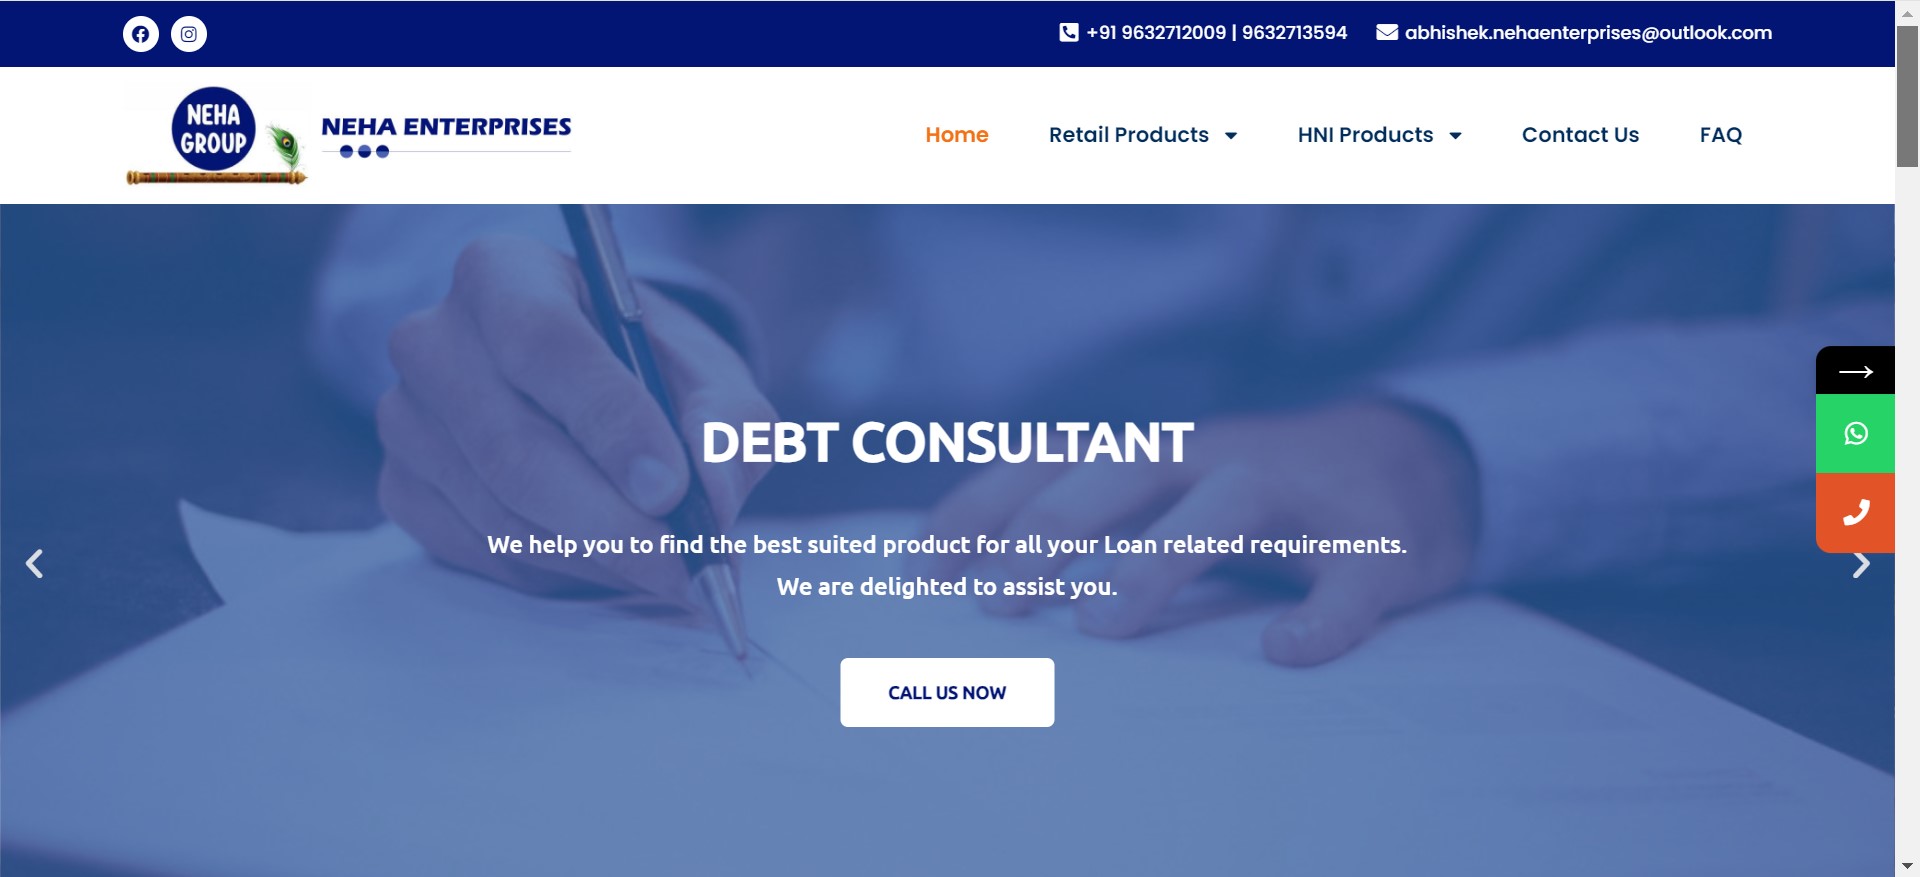 +91 9632712009 | 9632713594
abhishek.nehaenterprises@outlook.com
NEHA
GROUP
NEHA ENTERPRISES
Home
Retail Products
HNI Products
Contact Us
FAQ
DEBT CONSULTANT
We help you to find the best suited product for all your Loan related requirements.
We are delighted to assist you.
CALL US NOW